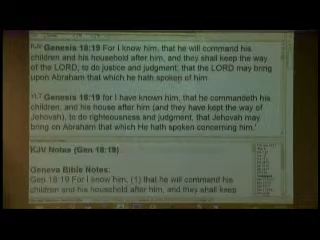 KJV Genesis 18:19 For I know him, that he will command his
children and his household after him, and they shall keep the way
of the LORD, to do justice and judgment; that the LORD may bring
upon Abraham that which he hath spoken of him
YLT Genesis 18:19 for I have known him, that he commandeth his
children, and his house after him (and they have kept the way of
Jehovah), to do righteousness and judgment, that Jehovah may
bring on Abraham that which He hath spoken concerning him.'
KJV Notes (Gen 18:19)
Geneva Bible Notes:
Gen 18:19 For I know him, (1) that he will command his
children and his household after him, and they shall keep